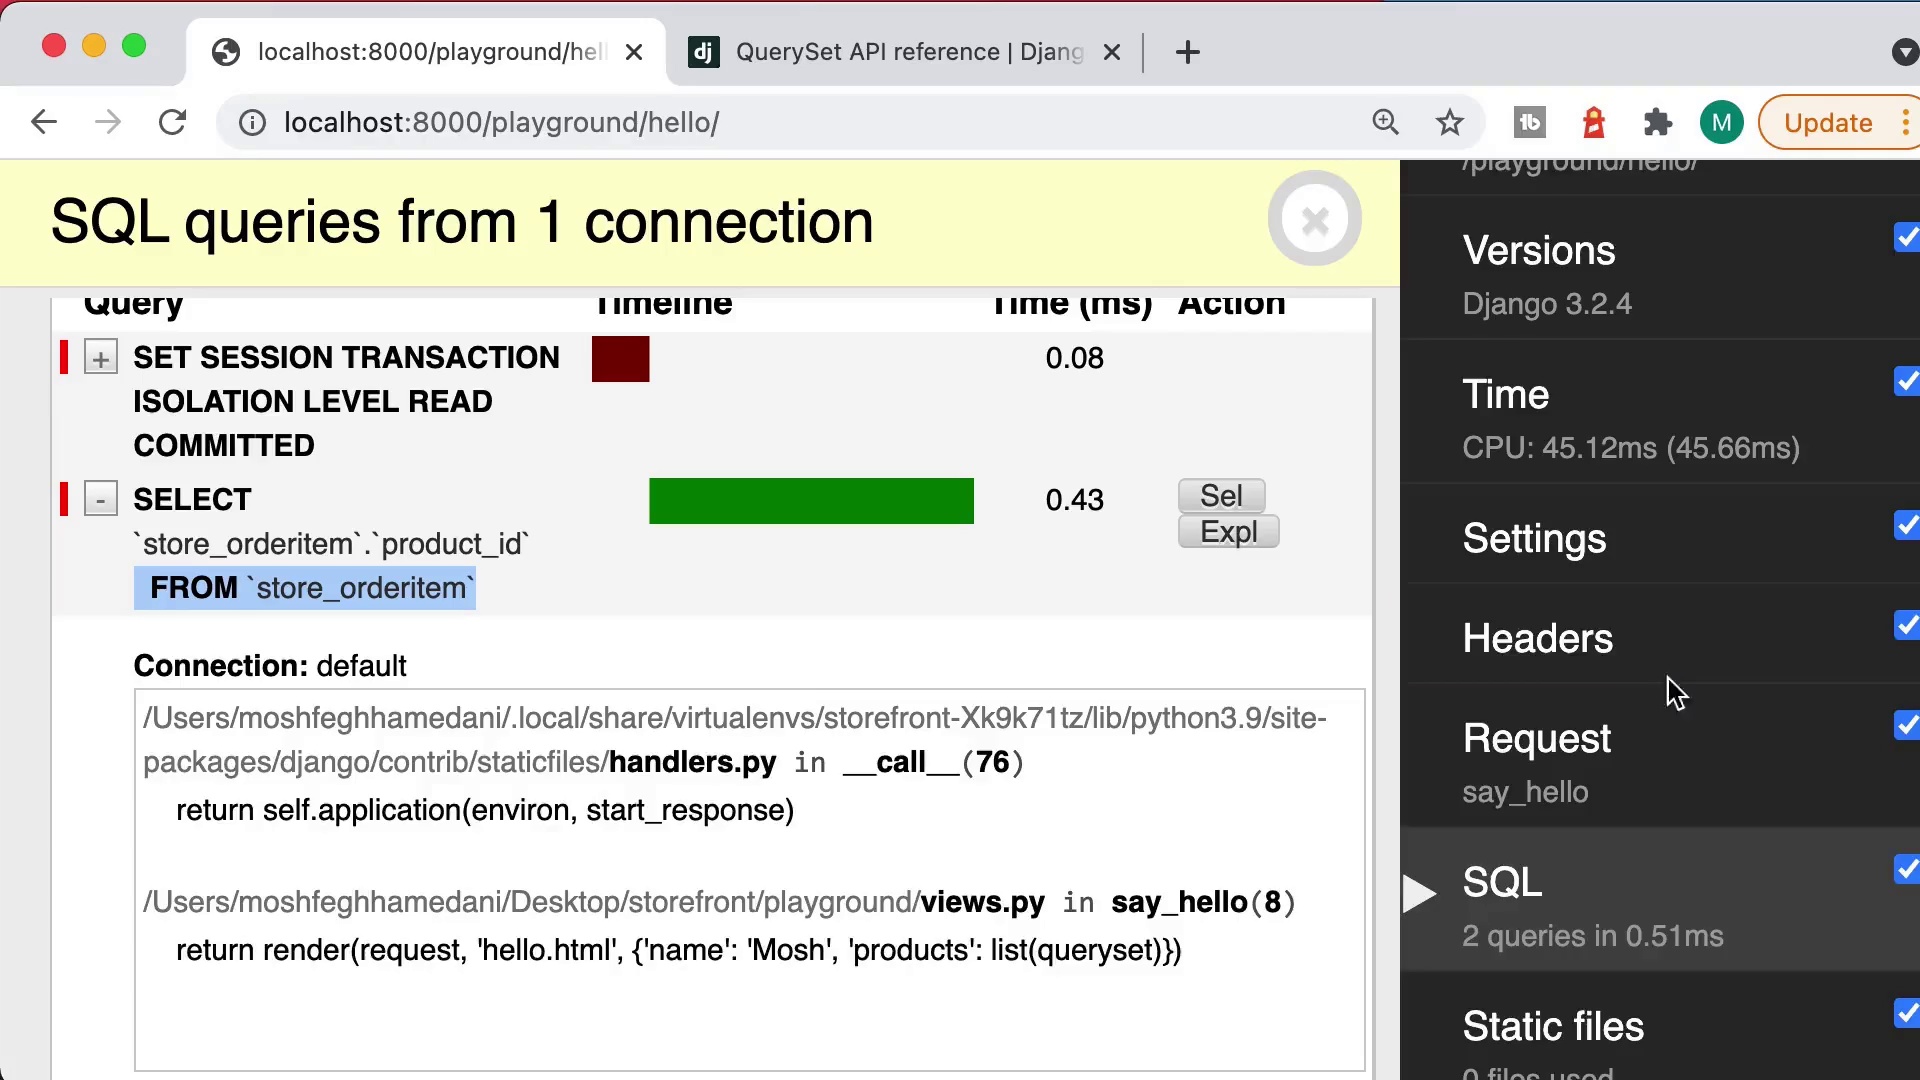 localhost:8000/playground/hel
QuerySet API reference | Djang
localhost:8000/playground/hello/
M
Update
SQL queries from 1 connection
Query Timeline Time (ms) Action
+ SET SESSION TRANSACTION ISOLATION LEVEL READ COMMITTED 0.08
- SELECT 0.43 Sel
`store_orderitem`.`product_id` Expl
FROM `store_orderitem`
Connection: default
/Users/moshfeghhamedani/.local/share/virtualenvs/storefront-Xk9k71tz/lib/python3.9/site-
packages/django/contrib/staticfiles/handlers.py in __call__(76)
return self.application(environ, start_response)
/Users/moshfeghhamedani/Desktop/storefront/playground/views.py in say_hello(8)
return render(request, 'hello.html', {'name': 'Mosh', 'products': list(queryset)})
/playground/hello/
Versions
Django 3.2.4
Time
CPU: 45.12ms (45.66ms)
Settings
Headers
Request
say_hello
SQL
2 queries in 0.51ms
Static files
0 files used